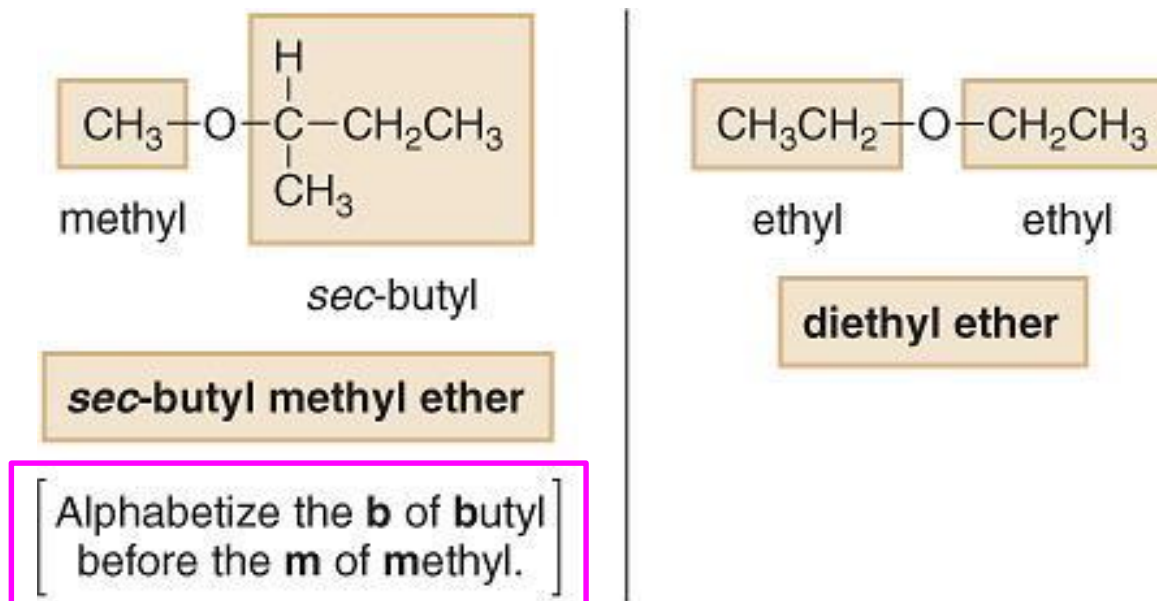 H
CH₃–O–C–CH₂CH₃
CH₃
methyl
sec-butyl
sec-butyl methyl ether
[Alphabetize the b of butyl
before the m of methyl.]
CH₃CH₂–O–CH₂CH₃
ethyl ethyl
diethyl ether